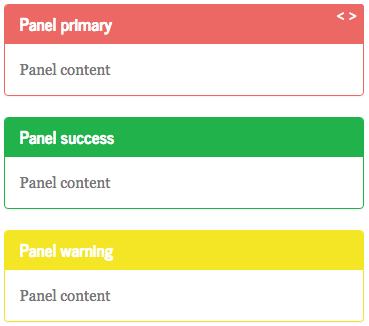 Panel primary
< >
Panel content
Panel success
Panel content
Panel warning
Panel content